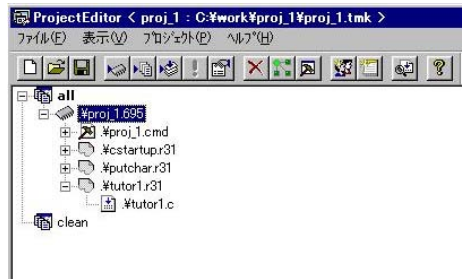 ProjectEditor < proj_1 : C:¥work¥proj_1¥proj_1.tmk >
ファイル(F) 表示(V) プロジェクト(P) ヘルプ(H)
all
.¥proj_1.695
.¥proj_1.cmd
.¥cstartup.r31
.¥putchar.r31
.¥tutor1.r31
.¥tutor1.c
clean